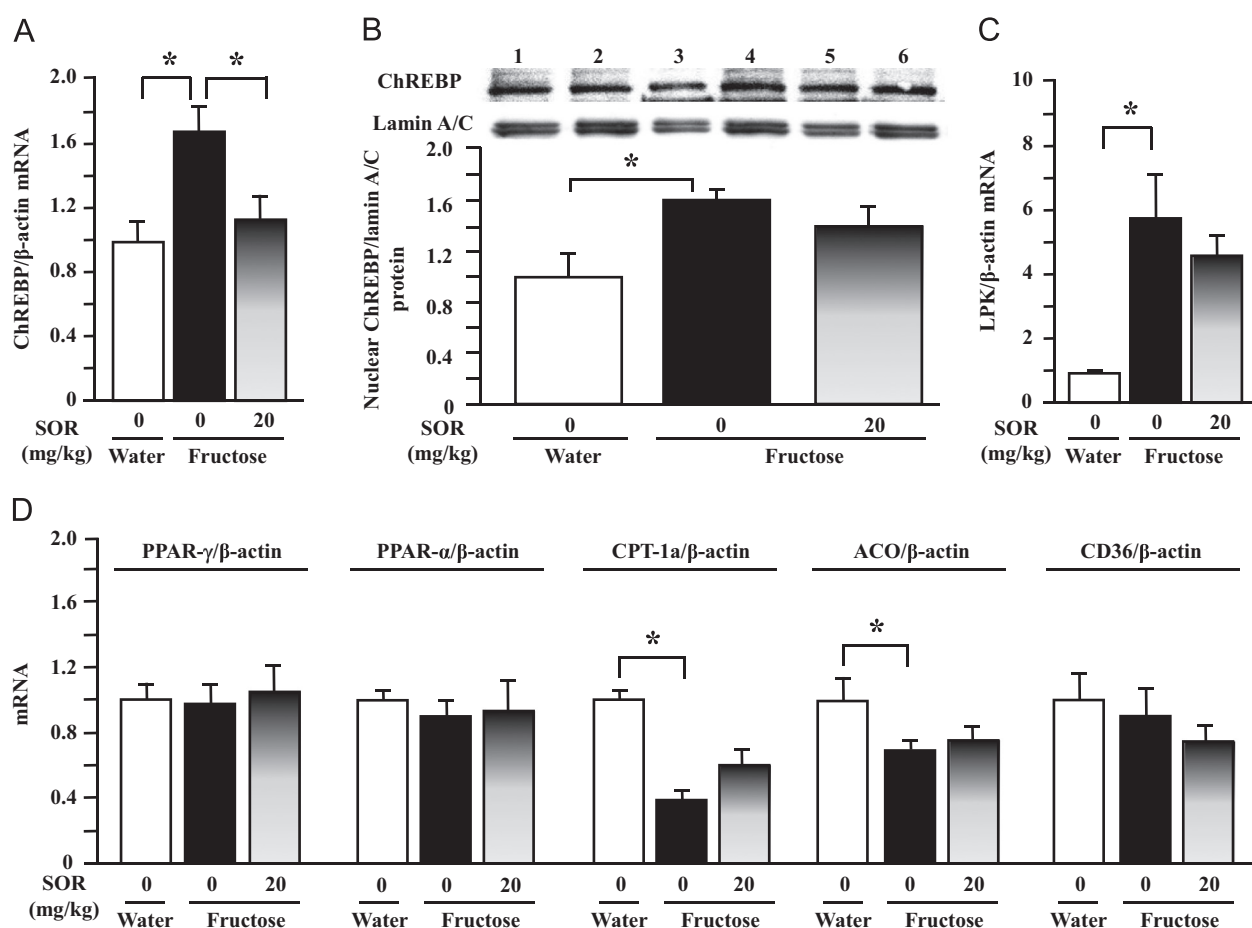 A
* *
2.0
1.6
1.2
0.8
0.4
0
ChREBP/β-actin mRNA
SOR 0 0 20
(mg/kg) Water Fructose
B
1 2 3 4 5 6
ChREBP
Lamin A/C
*
2.0
1.6
1.2
0.8
0.4
0
Nuclear ChREBP/lamin A/C
protein
SOR 0 0 20
(mg/kg) Water Fructose
C
*
10
8
6
4
2
0
LPK/β-actin mRNA
SOR 0 0 20
(mg/kg) Water Fructose
D
2.0
1.6
1.2
0.8
0.4
0
mRNA
PPAR-γ/β-actin PPAR-α/β-actin CPT-1a/β-actin ACO/β-actin CD36/β-actin
* *
SOR 0 0 20 0 0 20 0 0 20 0 0 20 0 0 20
(mg/kg) Water Fructose Water Fructose Water Fructose Water Fructose Water Fructose